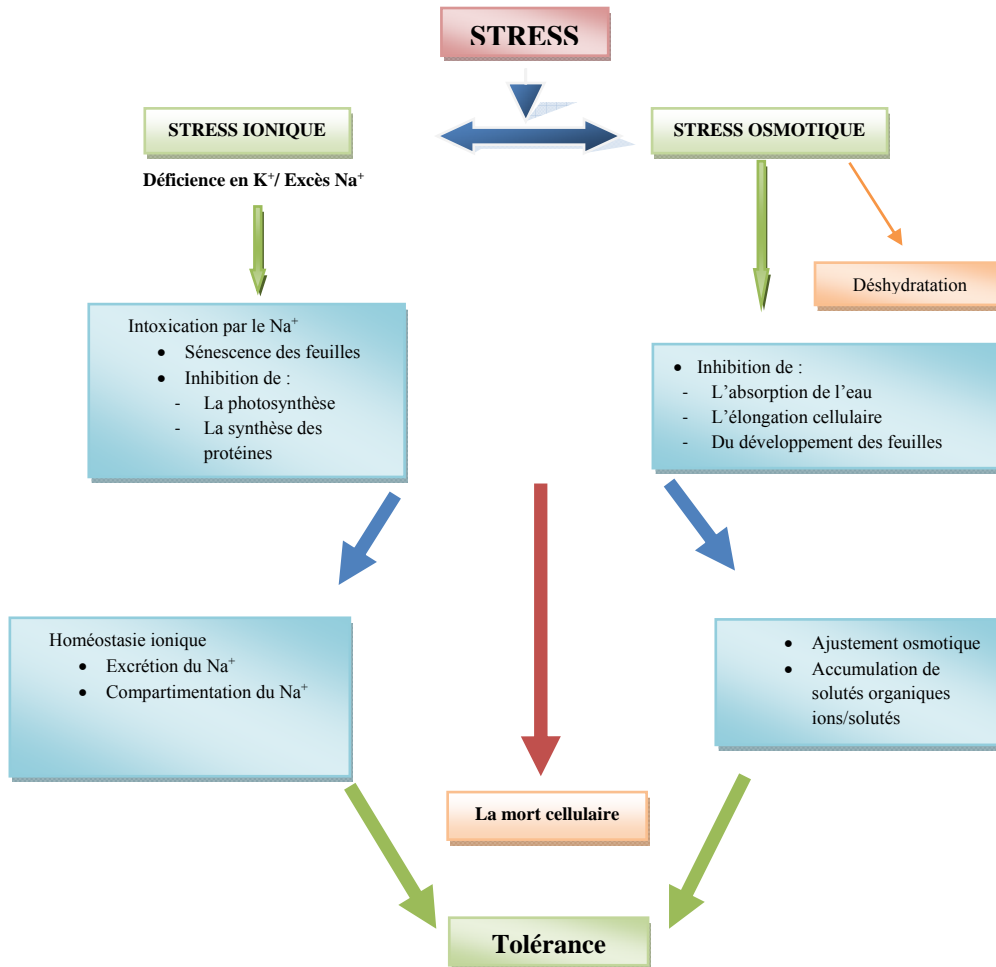 STRESS
STRESS IONIQUE
STRESS OSMOTIQUE
Déficience en K⁺/ Excès Na⁺
Déshydratation
Intoxication par le Na⁺
• Sénescence des feuilles
• Inhibition de :
- La photosynthèse
- La synthèse des
protéines
• Inhibition de :
- L’absorption de l’eau
- L’élongation cellulaire
- Du développement des feuilles
Homéostasie ionique
• Excrétion du Na⁺
• Compartimentation du Na⁺
• Ajustement osmotique
• Accumulation de
solutés organiques
ions/solutés
La mort cellulaire
Tolérance